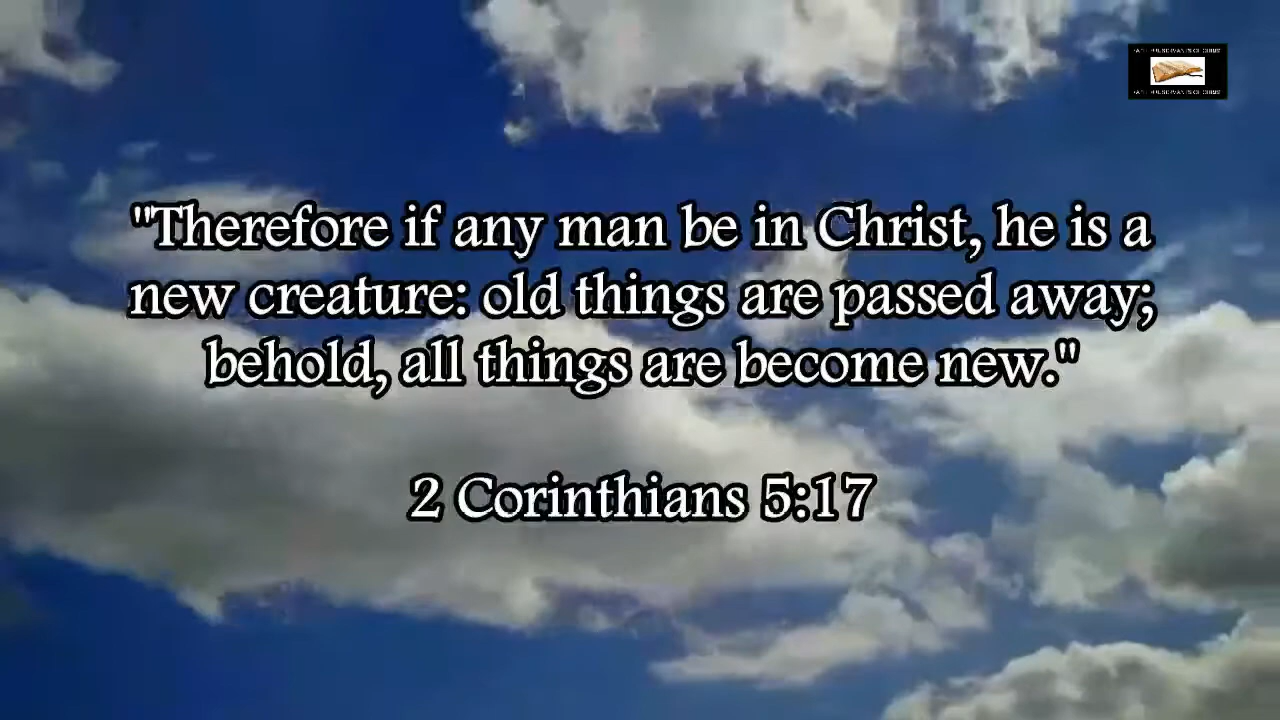 "Therefore if any man be in Christ, he is a
new creature: old things are passed away;
behold, all things are become new."
2 Corinthians 5:17